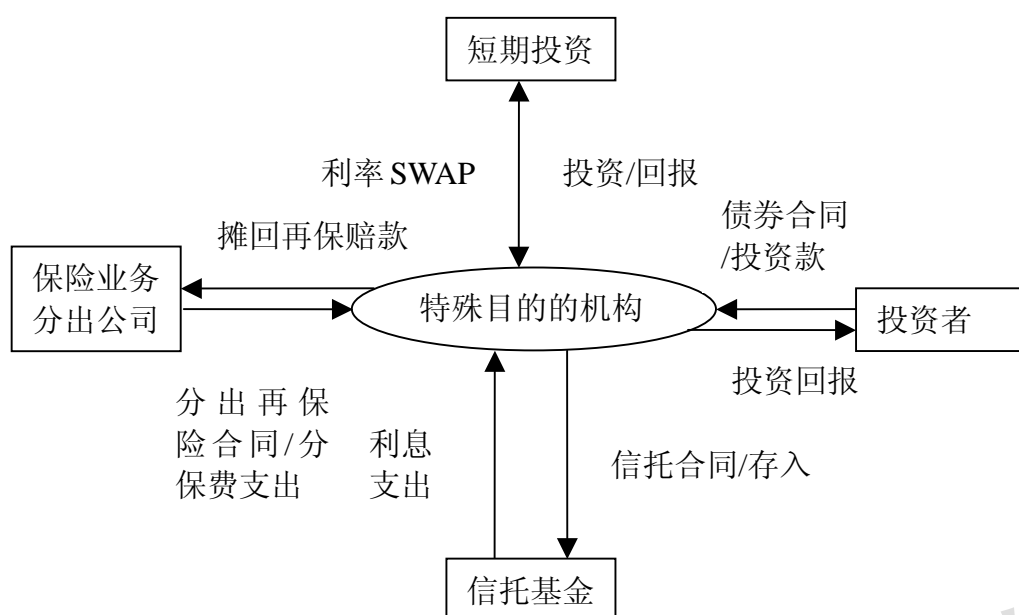 短期投资
利率 SWAP
投资/回报
债券合同
/投资款
摊回再保赔款
保险业务
分出公司
特殊目的的机构
投资者
投资回报
分出再保
险合同/分
保费支出
利息
支出
信托合同/存入
信托基金